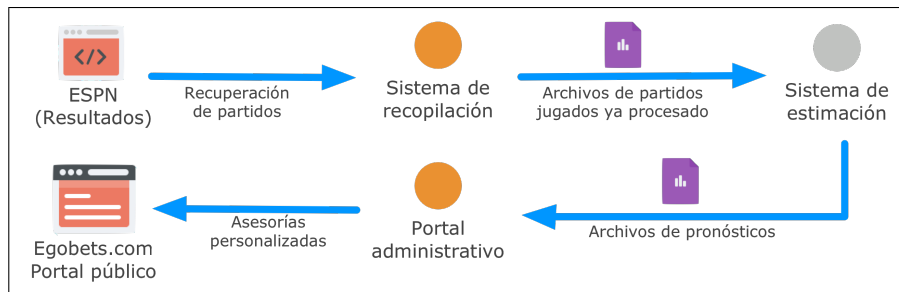 ESPN
(Resultados)
Recuperación
de partidos
Sistema de
recopilación
Archivos de partidos
jugados ya procesado
Sistema de
estimación
Egobets.com
Portal público
Asesorías
personalizadas
Portal
administrativo
Archivos de pronósticos